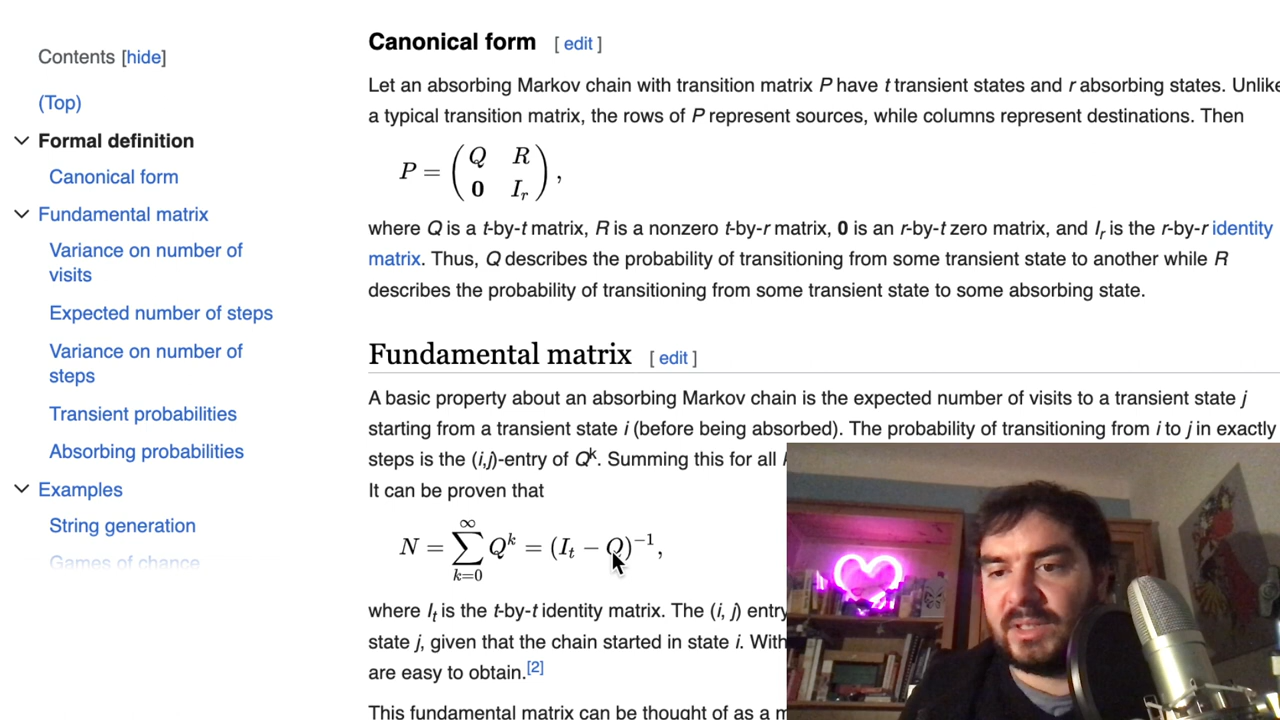 Contents [hide]
(Top)
Formal definition
Canonical form
Fundamental matrix
Variance on number of
visits
Expected number of steps
Variance on number of
steps
Transient probabilities
Absorbing probabilities
Examples
String generation
Games of chance
Canonical form [ edit ]
Let an absorbing Markov chain with transition matrix P have t transient states and r absorbing states. Unlike
a typical transition matrix, the rows of P represent sources, while columns represent destinations. Then
P = ( Q R
0 I_r ),
where Q is a t-by-t matrix, R is a nonzero t-by-r matrix, 0 is an r-by-t zero matrix, and I_r is the r-by-r identity
matrix. Thus, Q describes the probability of transitioning from some transient state to another while R
describes the probability of transitioning from some transient state to some absorbing state.
Fundamental matrix [ edit ]
A basic property about an absorbing Markov chain is the expected number of visits to a transient state j
starting from a transient state i (before being absorbed). The probability of transitioning from i to j in exactly
steps is the (i,j)-entry of Q^k. Summing this for all
It can be proven that
N = ∑_{k=0}^{∞} Q^k = (I_t − Q)^{−1},
where I_t is the t-by-t identity matrix. The (i, j) entry
state j, given that the chain started in state i. With
are easy to obtain.[2]
This fundamental matrix can be thought of as a